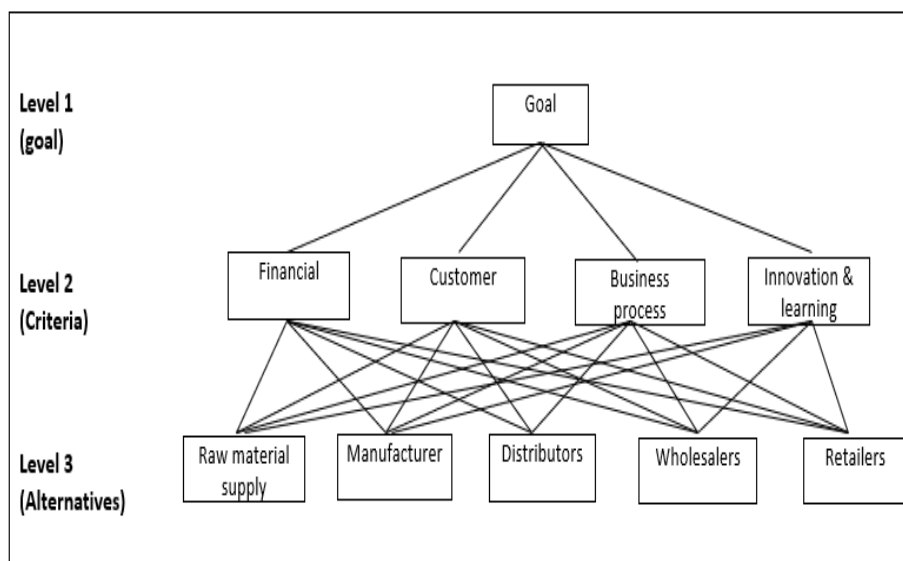 Level 1
(goal)
Goal
Level 2
(Criteria)
Financial
Customer
Business
process
Innovation &
learning
Level 3
(Alternatives)
Raw material
supply
Manufacturer
Distributors
Wholesalers
Retailers